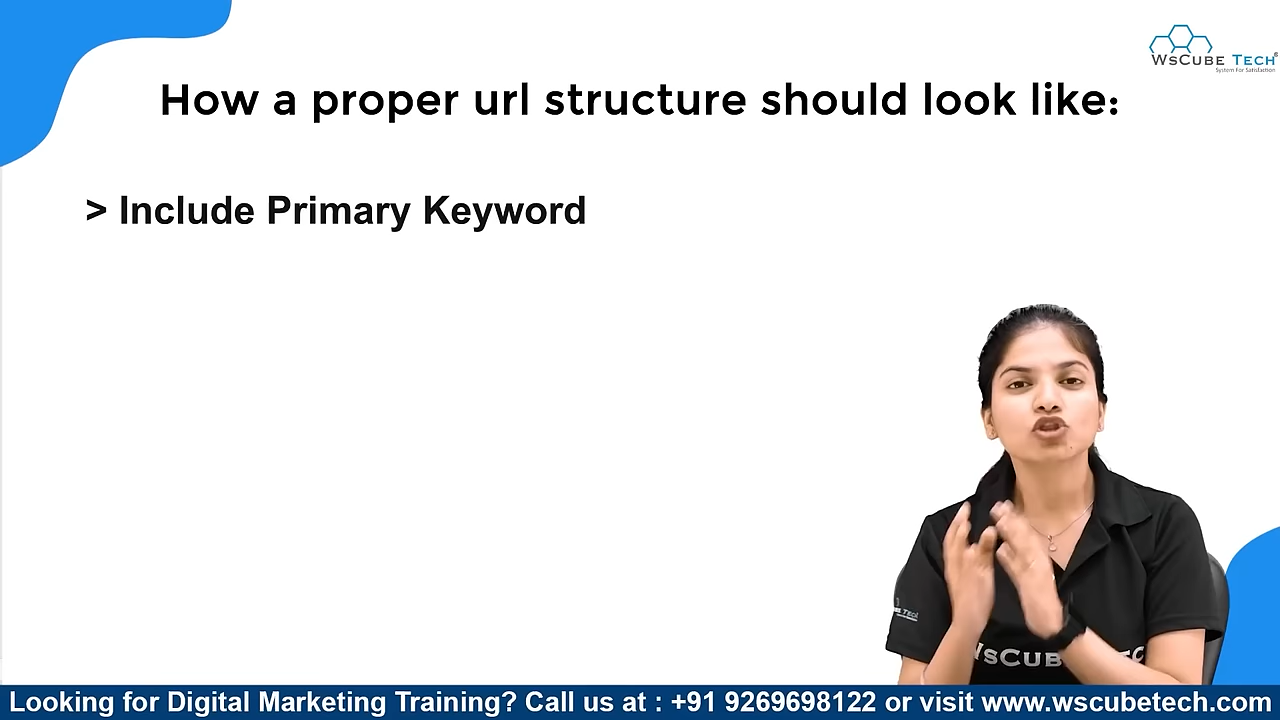 WsCube Tech®
System For Satisfaction
How a proper url structure should look like:
> Include Primary Keyword
Looking for Digital Marketing Training? Call us at : +91 9269698122 or visit www.wscubetech.com